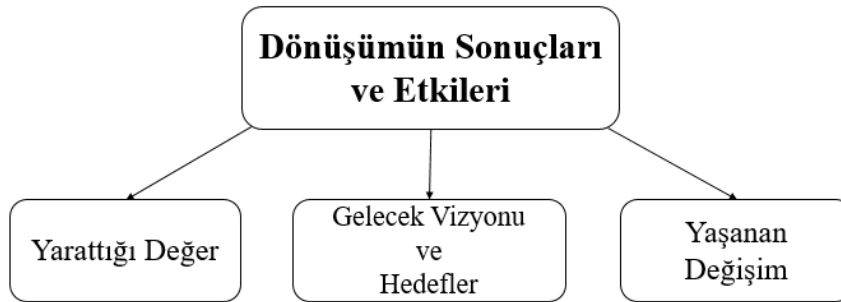 Dönüşümün Sonuçları
ve Etkileri
Yarattığı Değer
Gelecek Vizyonu
ve
Hedefler
Yaşanan
Değişim